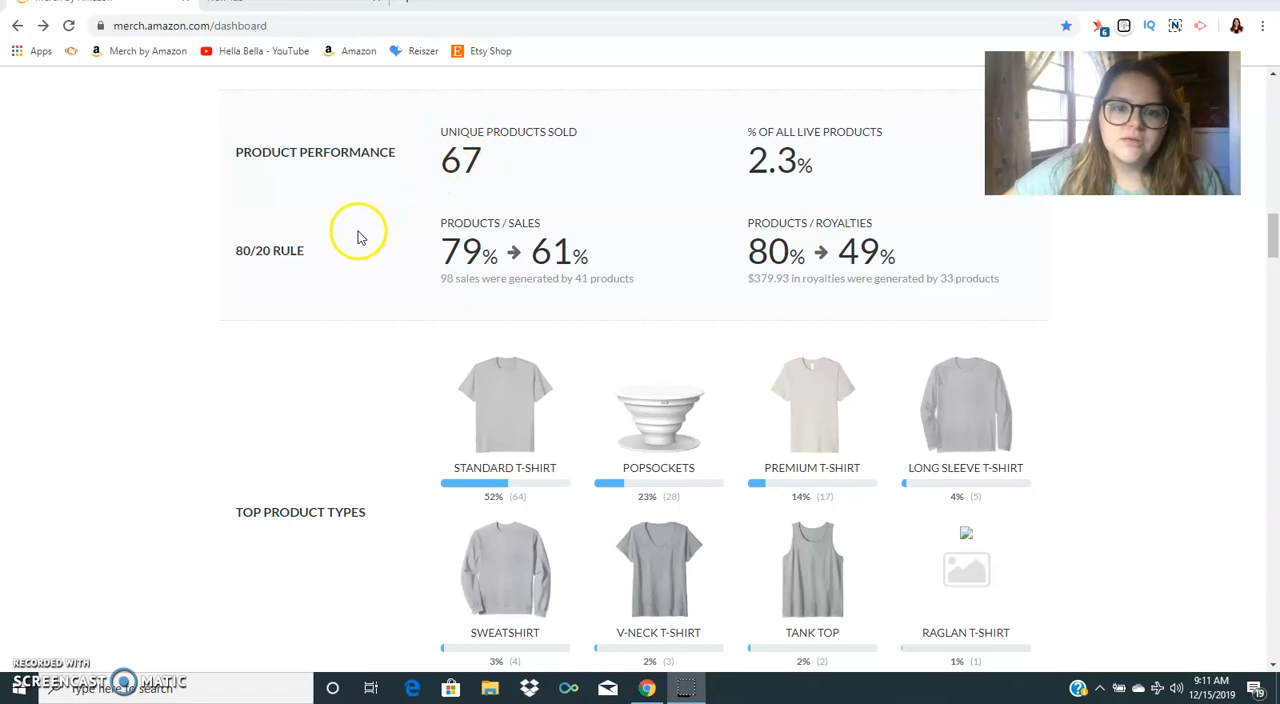 merch.amazon.com/dashboard
6
Apps
Merch by Amazon
Hella Bella - YouTube
Amazon
Reiszer
Etsy Shop
PRODUCT PERFORMANCE
UNIQUE PRODUCTS SOLD
67
% OF ALL LIVE PRODUCTS
2.3%
80/20 RULE
PRODUCTS / SALES
79% → 61%
98 sales were generated by 41 products
PRODUCTS / ROYALTIES
80% → 49%
$379.93 in royalties were generated by 33 products
TOP PRODUCT TYPES
STANDARD T-SHIRT
52% (64)
POPSOCKETS
23% (28)
PREMIUM T-SHIRT
14% (17)
LONG SLEEVE T-SHIRT
4% (5)
SWEATSHIRT
3% (4)
V-NECK T-SHIRT
2% (3)
TANK TOP
2% (2)
RAGLAN T-SHIRT
1% (1)
RECORDED WITH
SCREENCAST MATIC
Type here to search
9:11 AM
12/15/2019
19